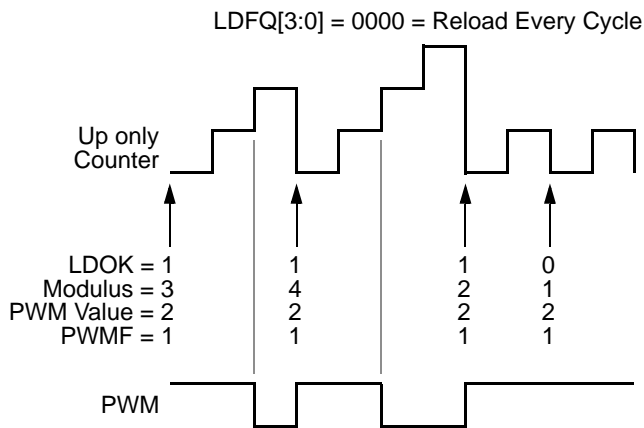 LDFQ[3:0] = 0000 = Reload Every Cycle
Up only
Counter
LDOK = 1 1 1 0
Modulus = 3 4 2 1
PWM Value = 2 2 2 2
PWMF = 1 1 1 1
PWM